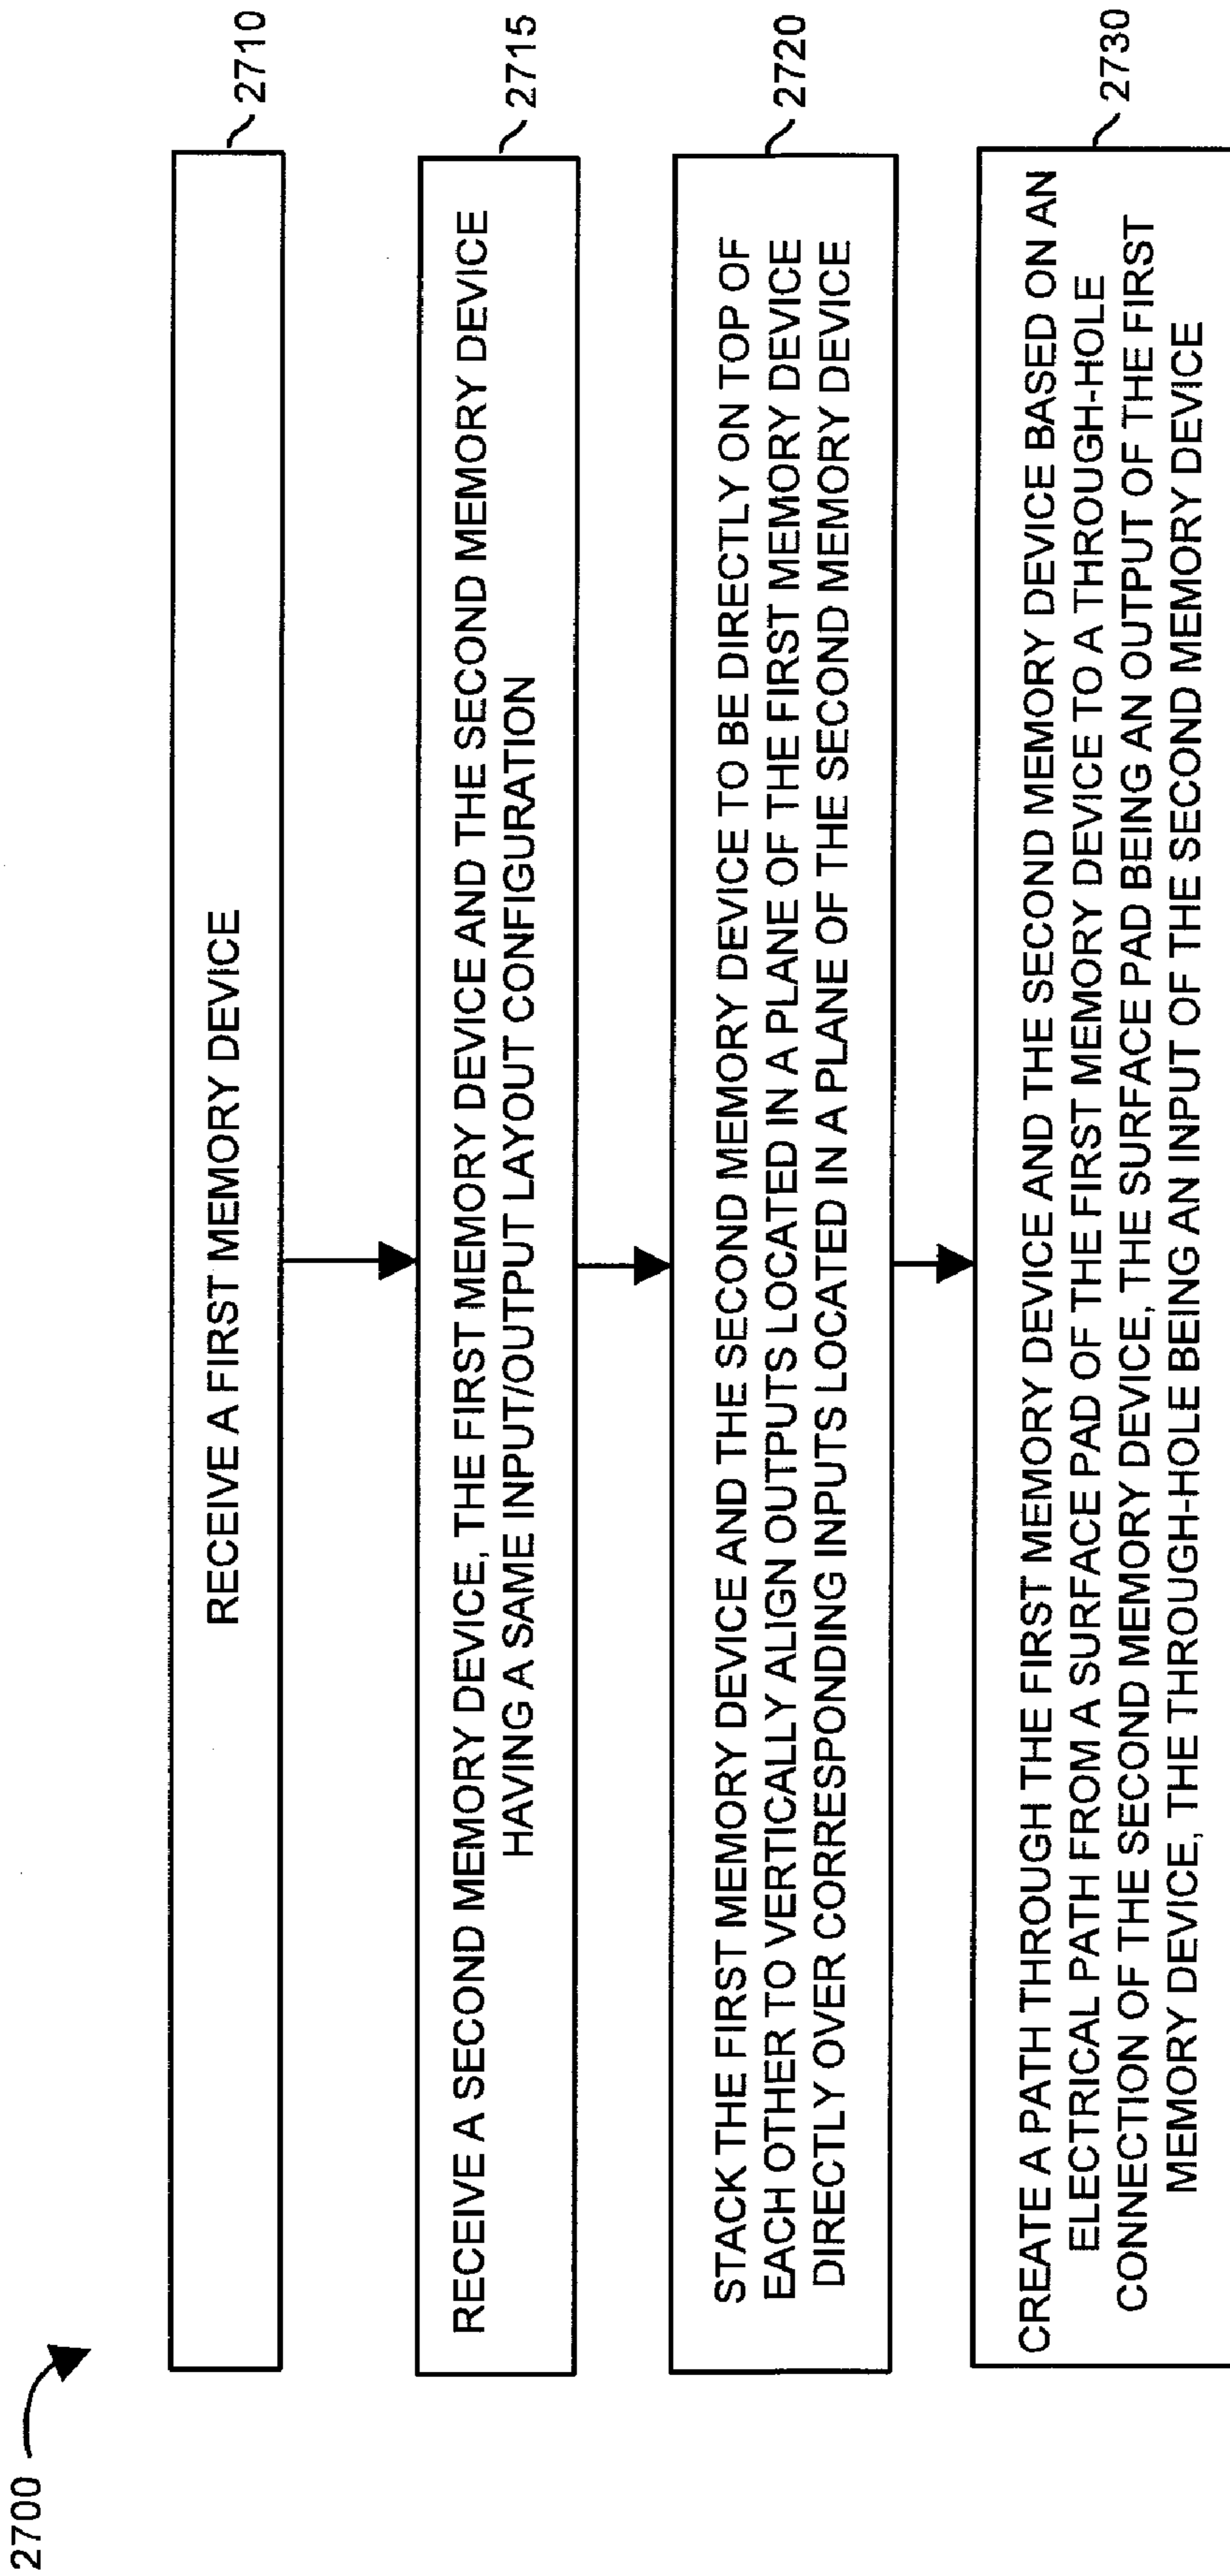 2700
RECEIVE A FIRST MEMORY DEVICE
2710
RECEIVE A SECOND MEMORY DEVICE, THE FIRST MEMORY DEVICE AND THE SECOND MEMORY DEVICE
HAVING A SAME INPUT/OUTPUT LAYOUT CONFIGURATION
2715
STACK THE FIRST MEMORY DEVICE AND THE SECOND MEMORY DEVICE TO BE DIRECTLY ON TOP OF
EACH OTHER TO VERTICALLY ALIGN OUTPUTS LOCATED IN A PLANE OF THE FIRST MEMORY DEVICE
DIRECTLY OVER CORRESPONDING INPUTS LOCATED IN A PLANE OF THE SECOND MEMORY DEVICE
2720
CREATE A PATH THROUGH THE FIRST MEMORY DEVICE AND THE SECOND MEMORY DEVICE BASED ON AN
ELECTRICAL PATH FROM A SURFACE PAD OF THE FIRST MEMORY DEVICE TO A THROUGH-HOLE
CONNECTION OF THE SECOND MEMORY DEVICE, THE SURFACE PAD BEING AN OUTPUT OF THE FIRST
MEMORY DEVICE, THE THROUGH-HOLE BEING AN INPUT OF THE SECOND MEMORY DEVICE
2730